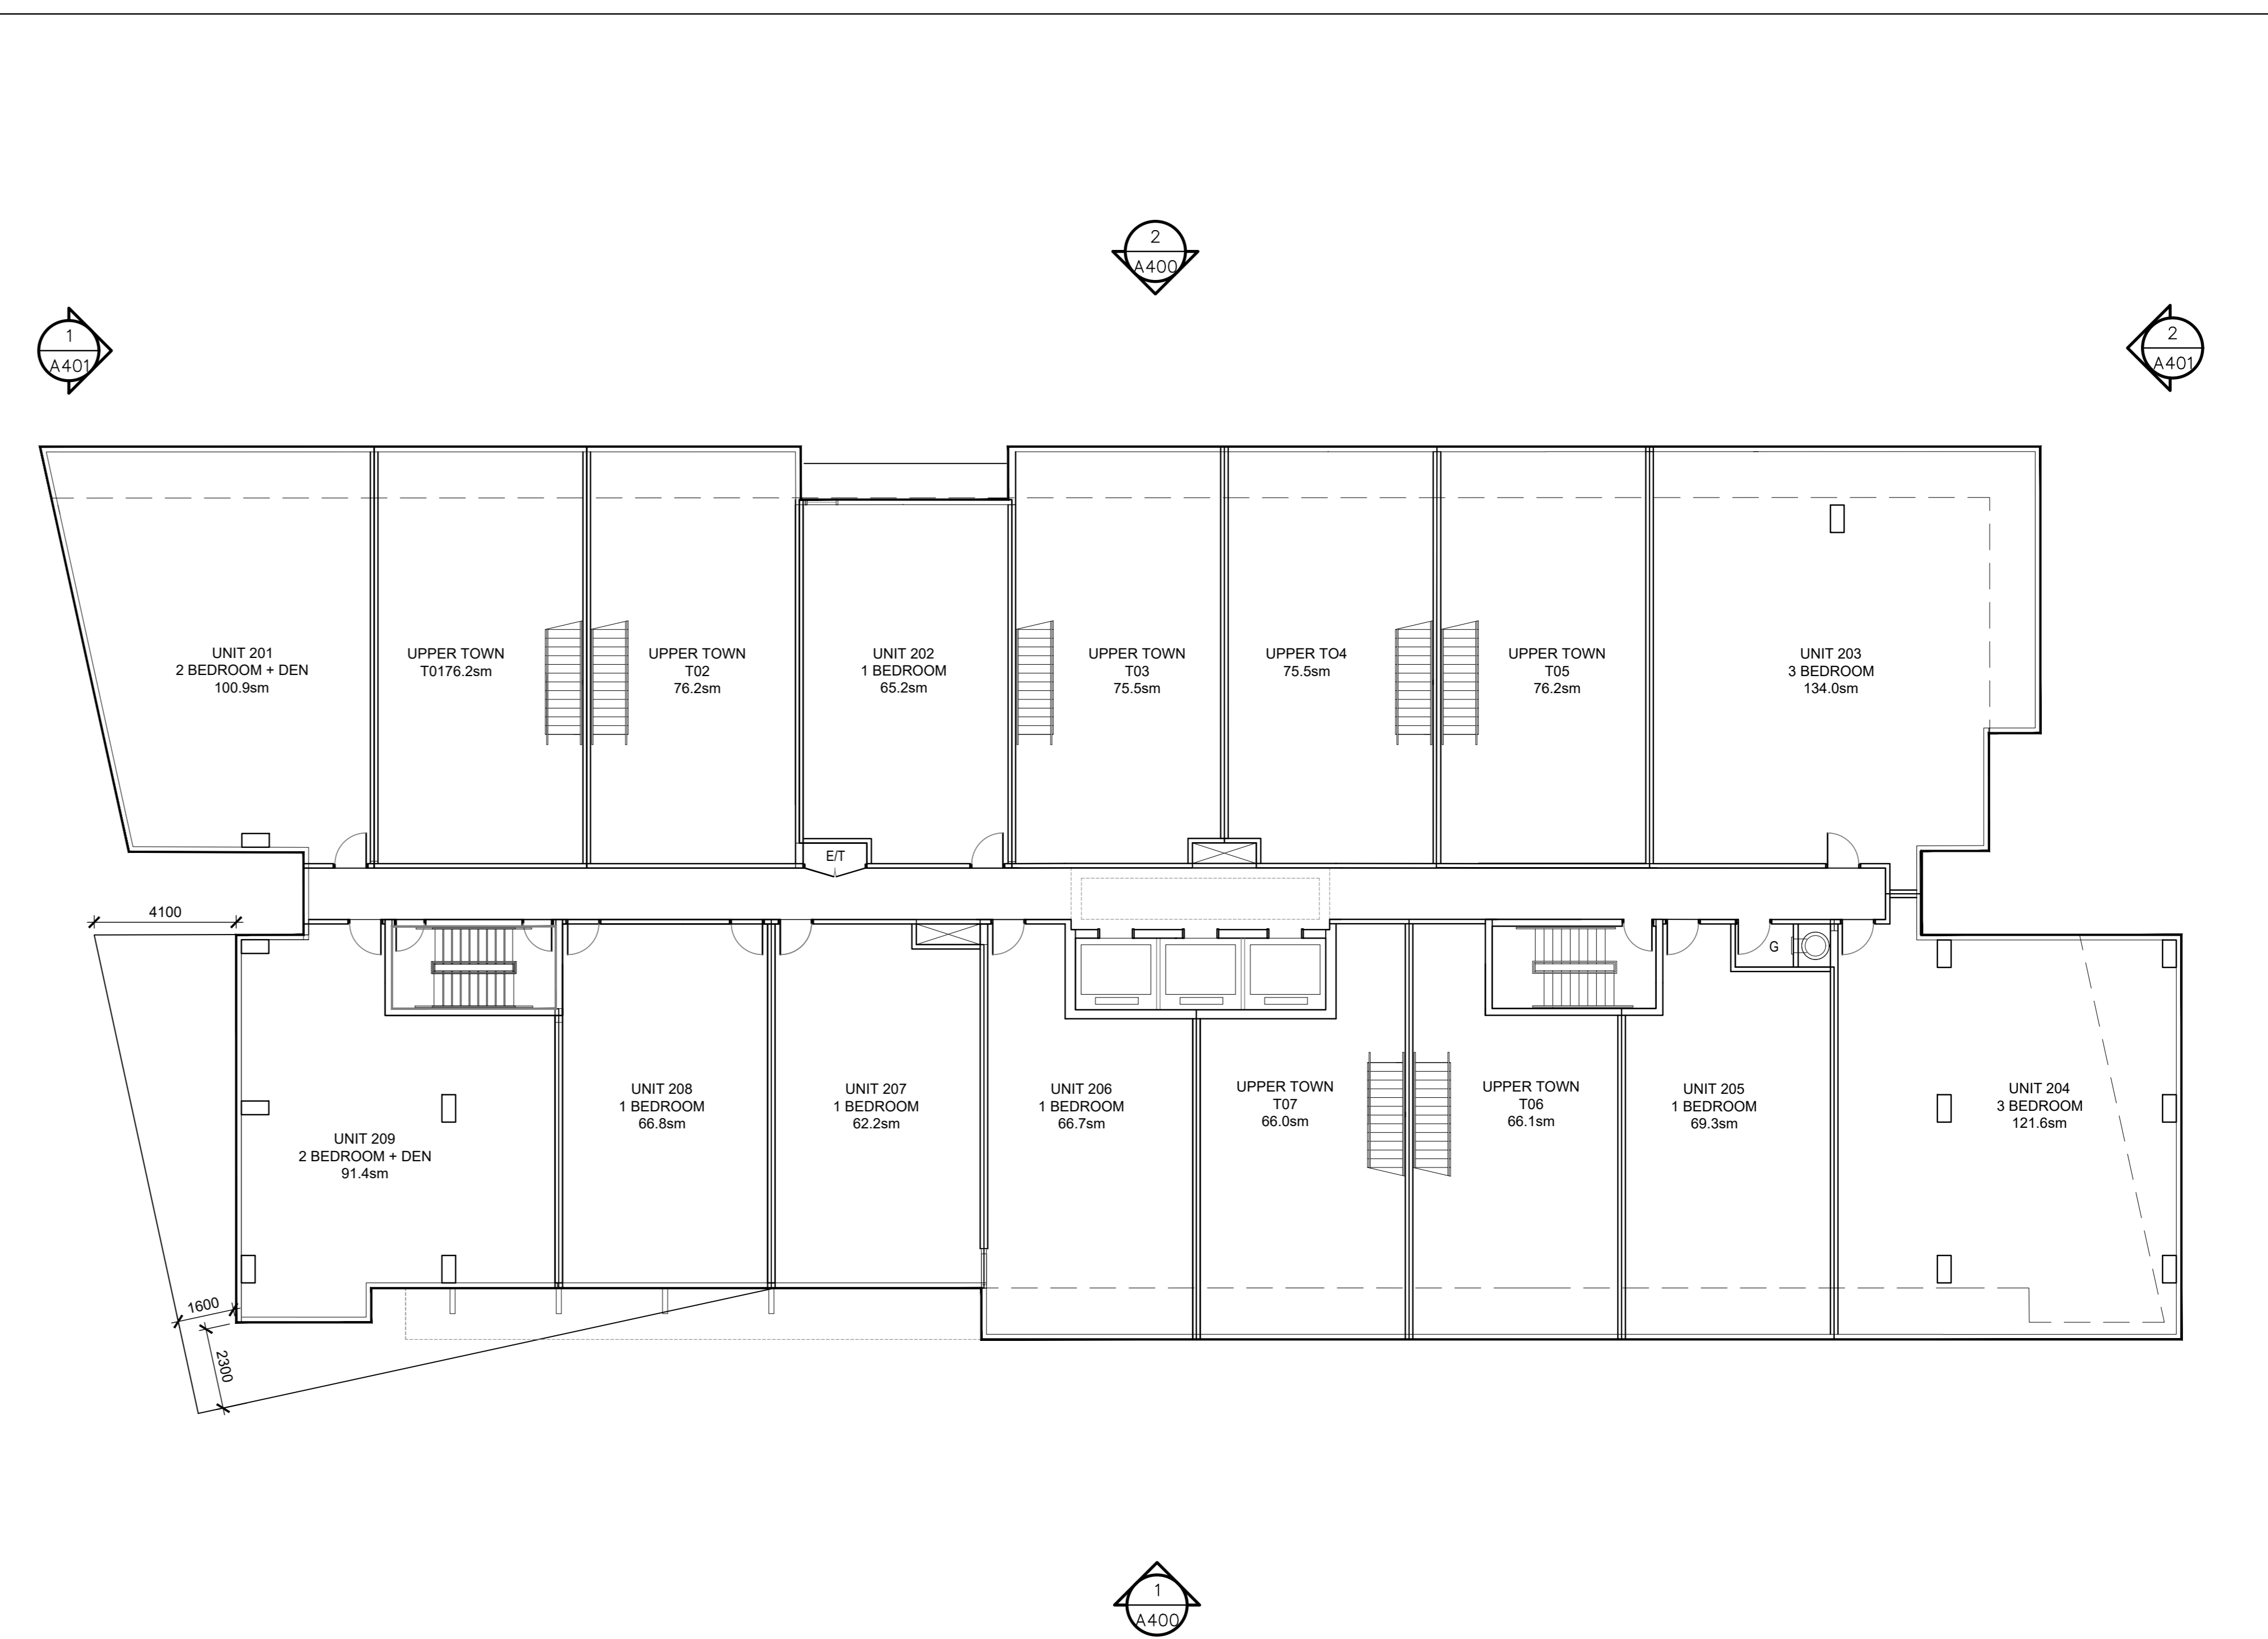 2
A400
1
A401
2
A401
UNIT 201
2 BEDROOM + DEN
100.9sm
UPPER TOWN
T0176.2sm
UPPER TOWN
T02
76.2sm
UNIT 202
1 BEDROOM
65.2sm
UPPER TOWN
T03
75.5sm
UPPER TO4
75.5sm
UPPER TOWN
T05
76.2sm
UNIT 203
3 BEDROOM
134.0sm
E/T
4100
G
UNIT 209
2 BEDROOM + DEN
91.4sm
UNIT 208
1 BEDROOM
66.8sm
UNIT 207
1 BEDROOM
62.2sm
UNIT 206
1 BEDROOM
66.7sm
UPPER TOWN
T07
66.0sm
UPPER TOWN
T06
66.1sm
UNIT 205
1 BEDROOM
69.3sm
UNIT 204
3 BEDROOM
121.6sm
1600
2300
1
A400